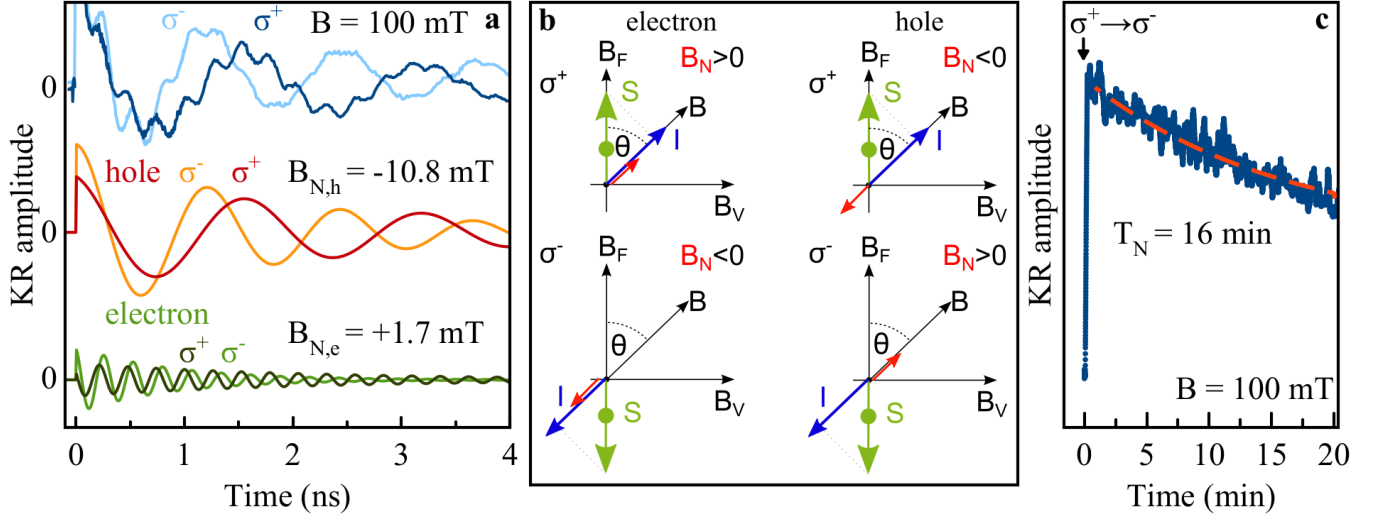 σ⁻ σ⁺ B = 100 mT a
0
hole σ⁻ σ⁺ B_N,h = -10.8 mT
0
electron
B_N,e = +1.7 mT
σ⁺ σ⁻
0
KR amplitude
0 1 2 3 4
Time (ns)
b electron hole
B_F B_N>0
σ⁺ S B
θ I
B_V
B_F B_N<0
σ⁺ S B
θ I
B_V
B_F B_N<0
σ⁻ B
θ
I B_V
S
B_F B_N>0
σ⁻ B
θ
I B_V
S
σ⁺→σ⁻ c
KR amplitude
T_N = 16 min
B = 100 mT
0 5 10 15 20
Time (min)